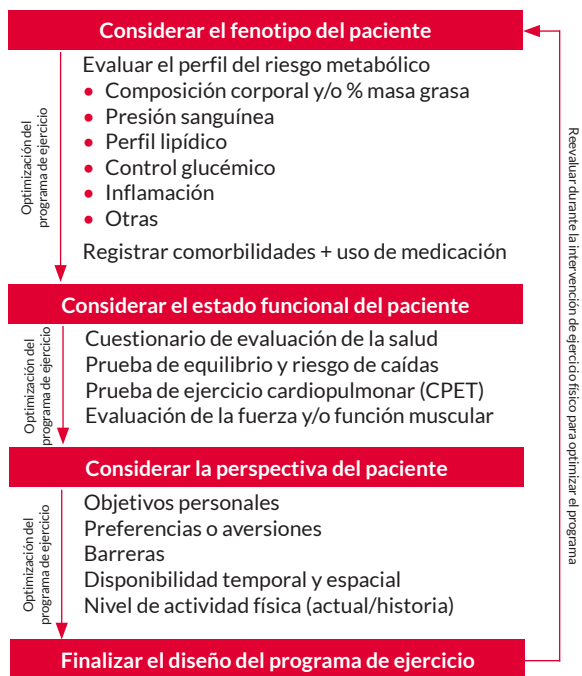 Considerar el fenotipo del paciente
Optimización del
programa de ejercicio
Evaluar el perfil del riesgo metabólico
• Composición corporal y/o % masa grasa
• Presión sanguínea
• Perfil lipídico
• Control glucémico
• Inflamación
• Otras
Registrar comorbilidades + uso de medicación
Considerar el estado funcional del paciente
Optimización del
programa de ejercicio
Cuestionario de evaluación de la salud
Prueba de equilibrio y riesgo de caídas
Prueba de ejercicio cardiopulmonar (CPET)
Evaluación de la fuerza y/o función muscular
Considerar la perspectiva del paciente
Optimización del
programa de ejercicio
Objetivos personales
Preferencias o aversiones
Barreras
Disponibilidad temporal y espacial
Nivel de actividad física (actual/historia)
Finalizar el diseño del programa de ejercicio
Reevaluar durante la intervención de ejercicio físico para optimizar el programa